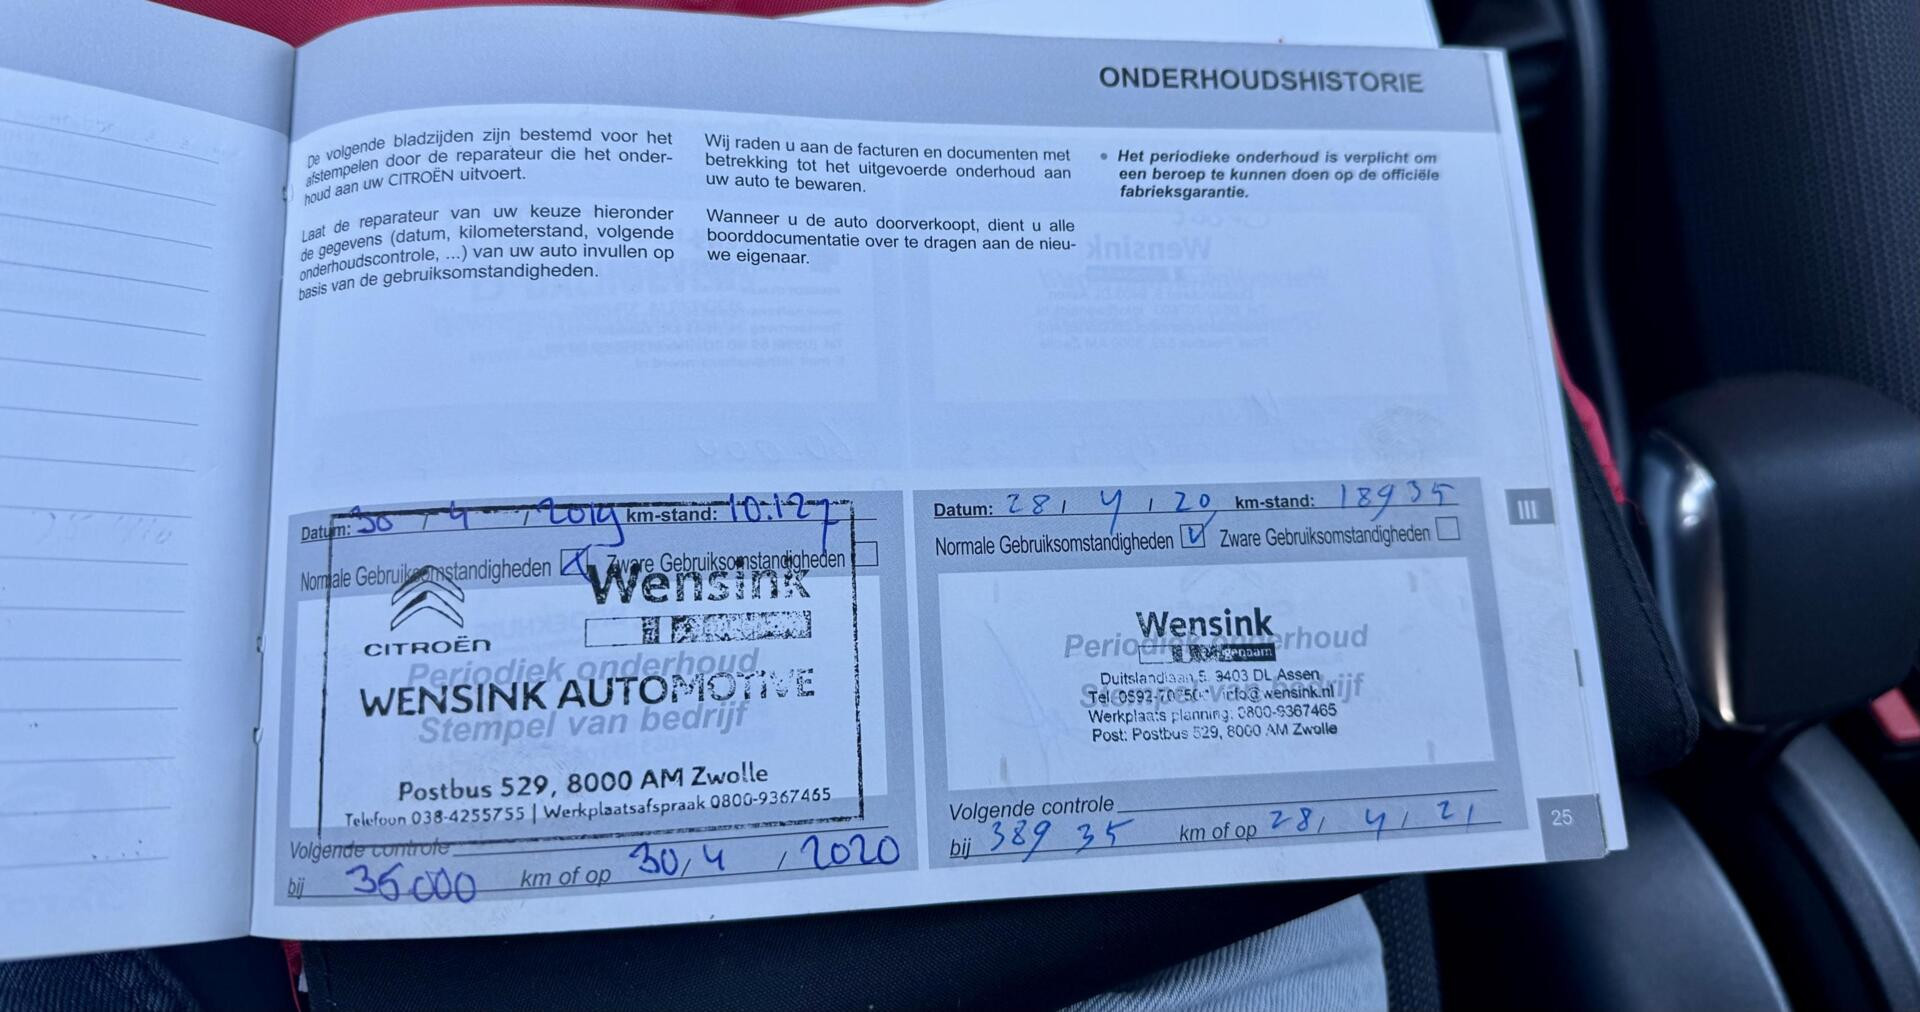 ONDERHOUDSHISTORIE
De volgende bladzijden zijn bestemd voor het
afstempelen door de reparateur die het onder-
houd aan uw CITROËN uitvoert.
Laat de reparateur van uw keuze hieronder
de gegevens (datum, kilometerstand, volgende
onderhoudscontrole, ...) van uw auto invullen op
basis van de gebruiksomstandigheden.
Wij raden u aan de facturen en documenten met
betrekking tot het uitgevoerde onderhoud aan
uw auto te bewaren.
Wanneer u de auto doorverkoopt, dient u alle
boorddocumentatie over te dragen aan de nieu-
we eigenaar.
• Het periodieke onderhoud is verplicht om
een beroep te kunnen doen op de officiële
fabrieksgarantie.
Datum: 30 / 4 / 2019 km-stand: 10.127
Normale Gebruiksomstandigheden Zware Gebruiksomstandigheden
Wensink
CITROËN
Periodiek onderhoud
WENSINK AUTOMOTIVE
Stempel van bedrijf
Postbus 529, 8000 AM Zwolle
Telefoon 038-4255755 | Werkplaatsafspraak 0800-9367465
Volgende controle
bij 35.000 km of op 30/4 / 2020
Datum: 28 / 4 / 20 km-stand: 18935
Normale Gebruiksomstandigheden Zware Gebruiksomstandigheden
Wensink
Periodiek onderhoud
Duitslandlaan 5, 9403 DL Assen
Stempel van bedrijf
info@wensink.nl
Werkplaats planning: 0800-9367465
Post: Postbus 529, 8000 AM Zwolle
Volgende controle
bij 38935 km of op 28 / 4 / 21
III
25